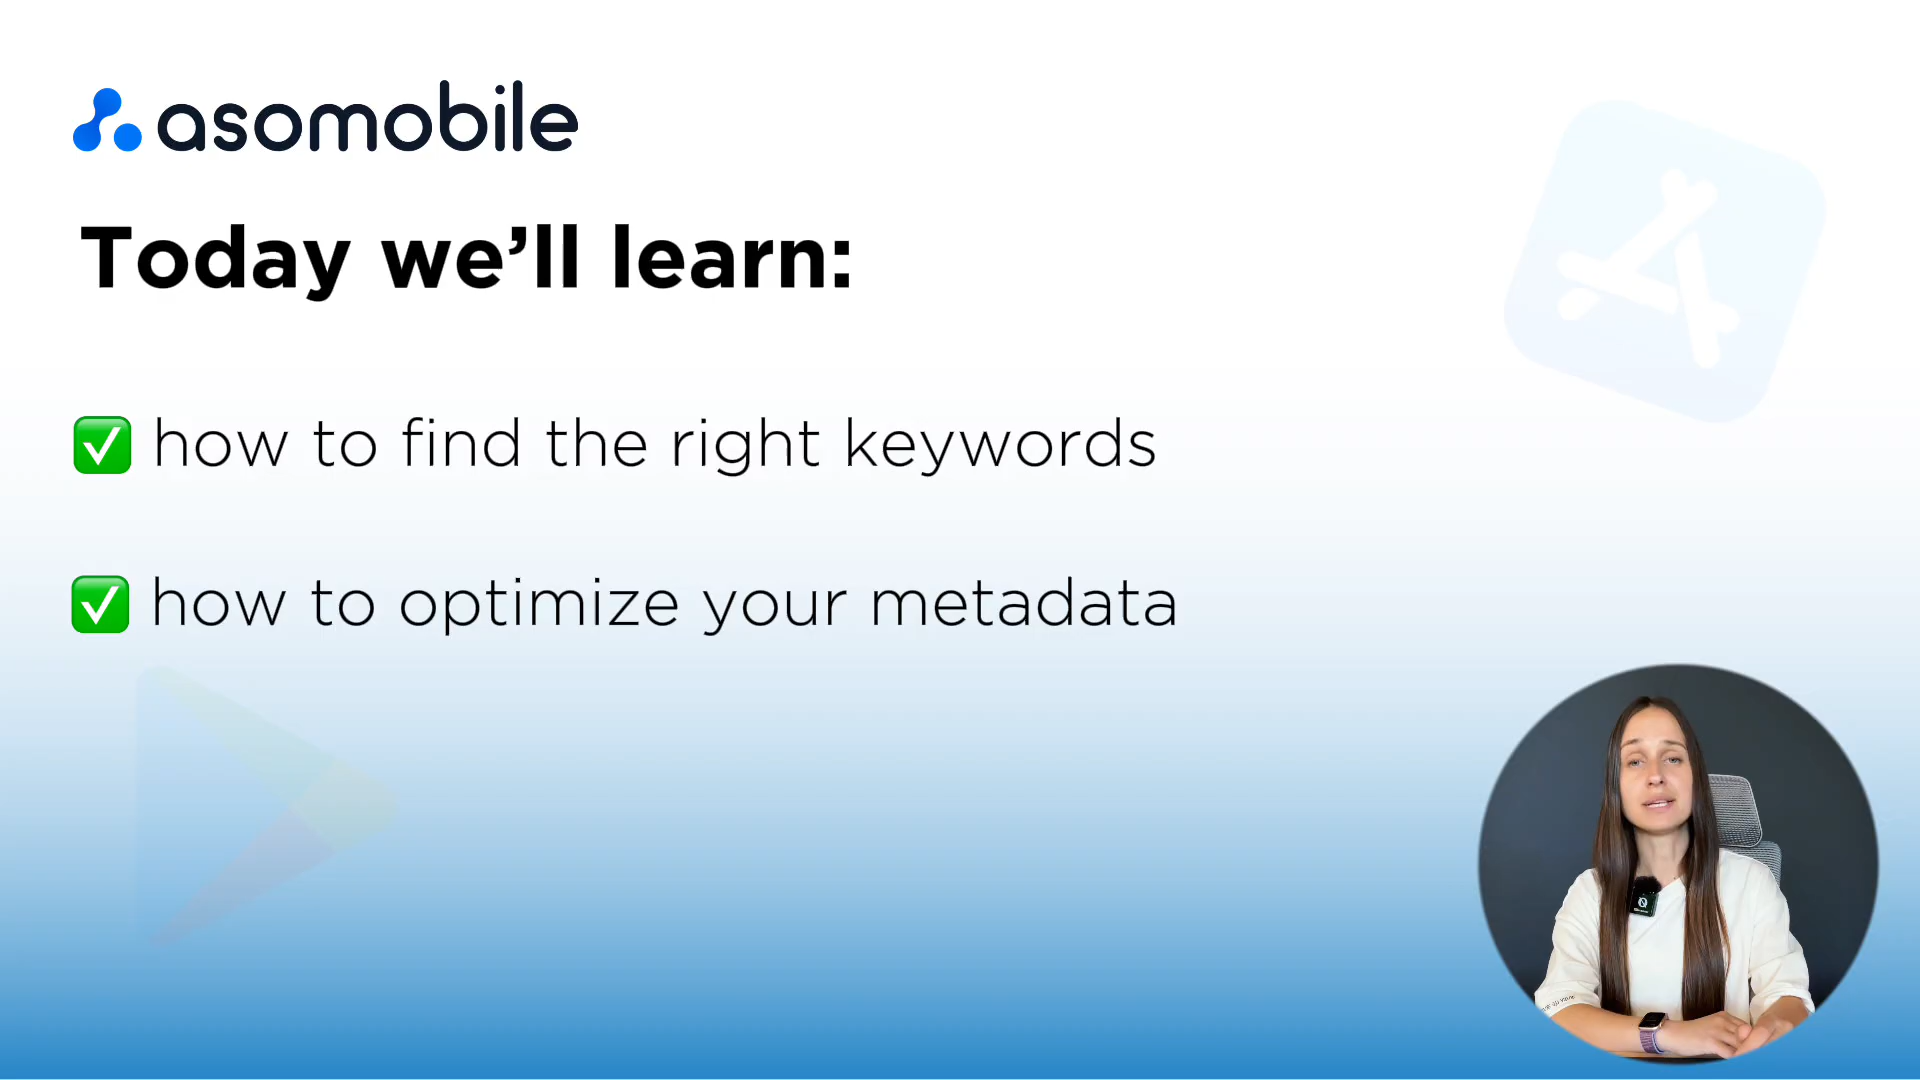 asomobile
Today we’ll learn:
✅ how to find the right keywords
✅ how to optimize your metadata